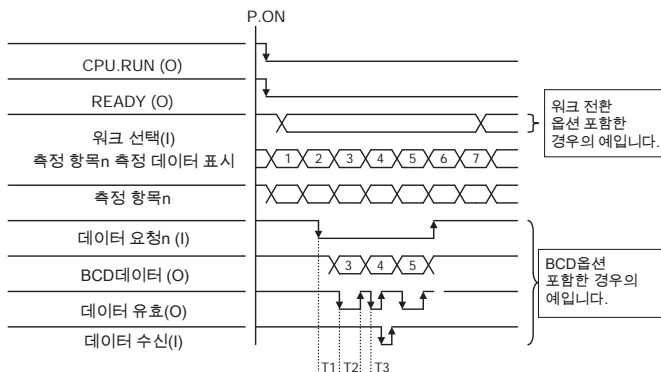 P.ON
CPU.RUN (O)
READY (O)
워크 선택(I)
측정 항목n 측정 데이터 표시
1 2 3 4 5 6 7
측정 항목n
데이터 요청n (I)
BCD데이터 (O)
3 4 5
데이터 유효(O)
데이터 수신(I)
T1 T2 T3
워크 전환
옵션 포함한
경우의 예입니다.
BCD옵션
포함한 경우의
예입니다.